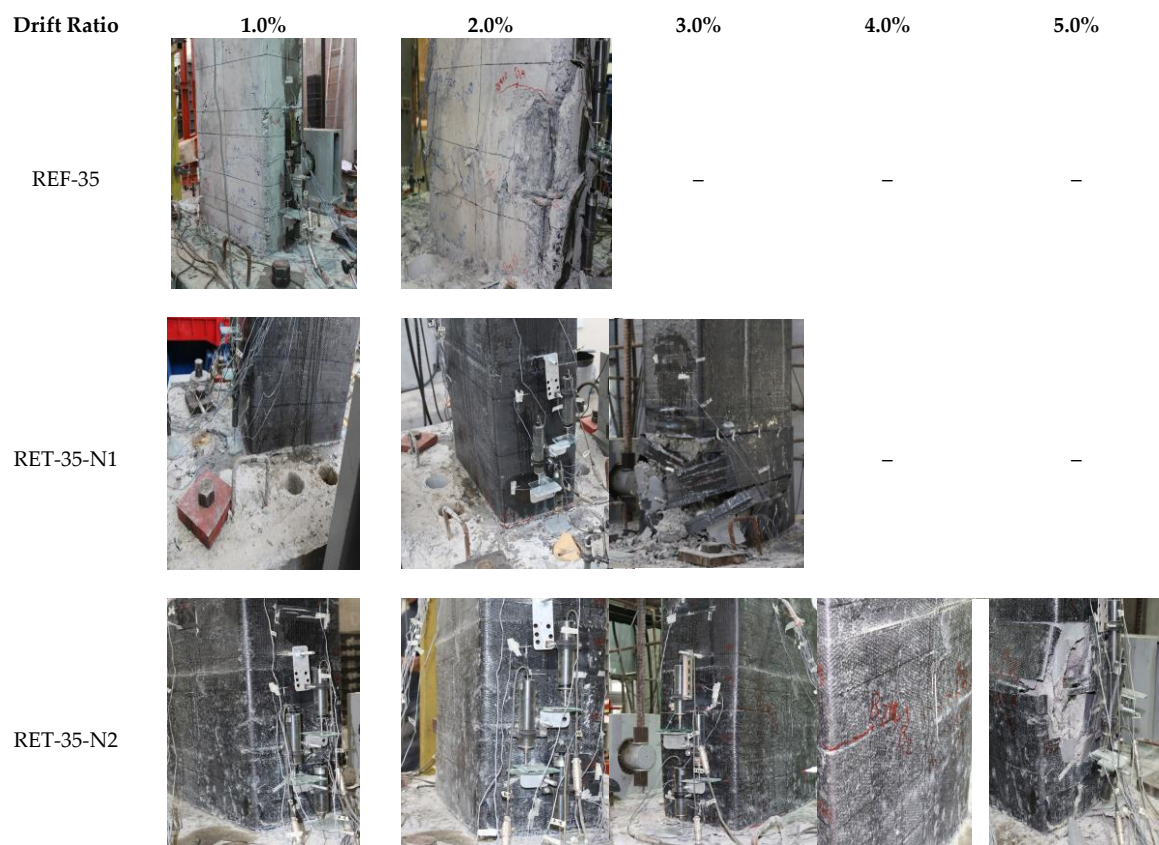 Drift Ratio 1.0% 2.0% 3.0% 4.0% 5.0%
REF-35 – – –
RET-35-N1 – –
RET-35-N2